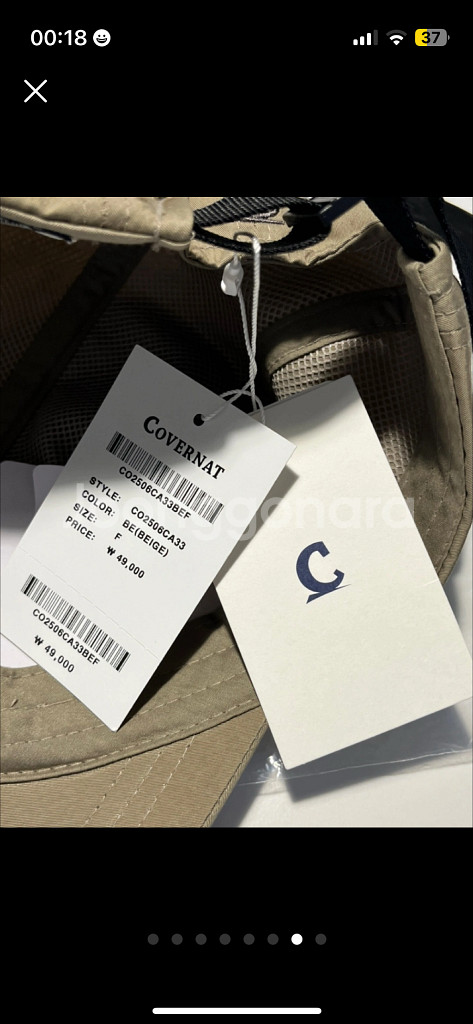 00:18
37
COVERNAT
CO2506CA33BEF
STYLE: CO2506CA33
COLOR: BE(BEIGE)
SIZE: F
PRICE: ₩ 49,000
CO2506CA33BEF
₩ 49,000
C